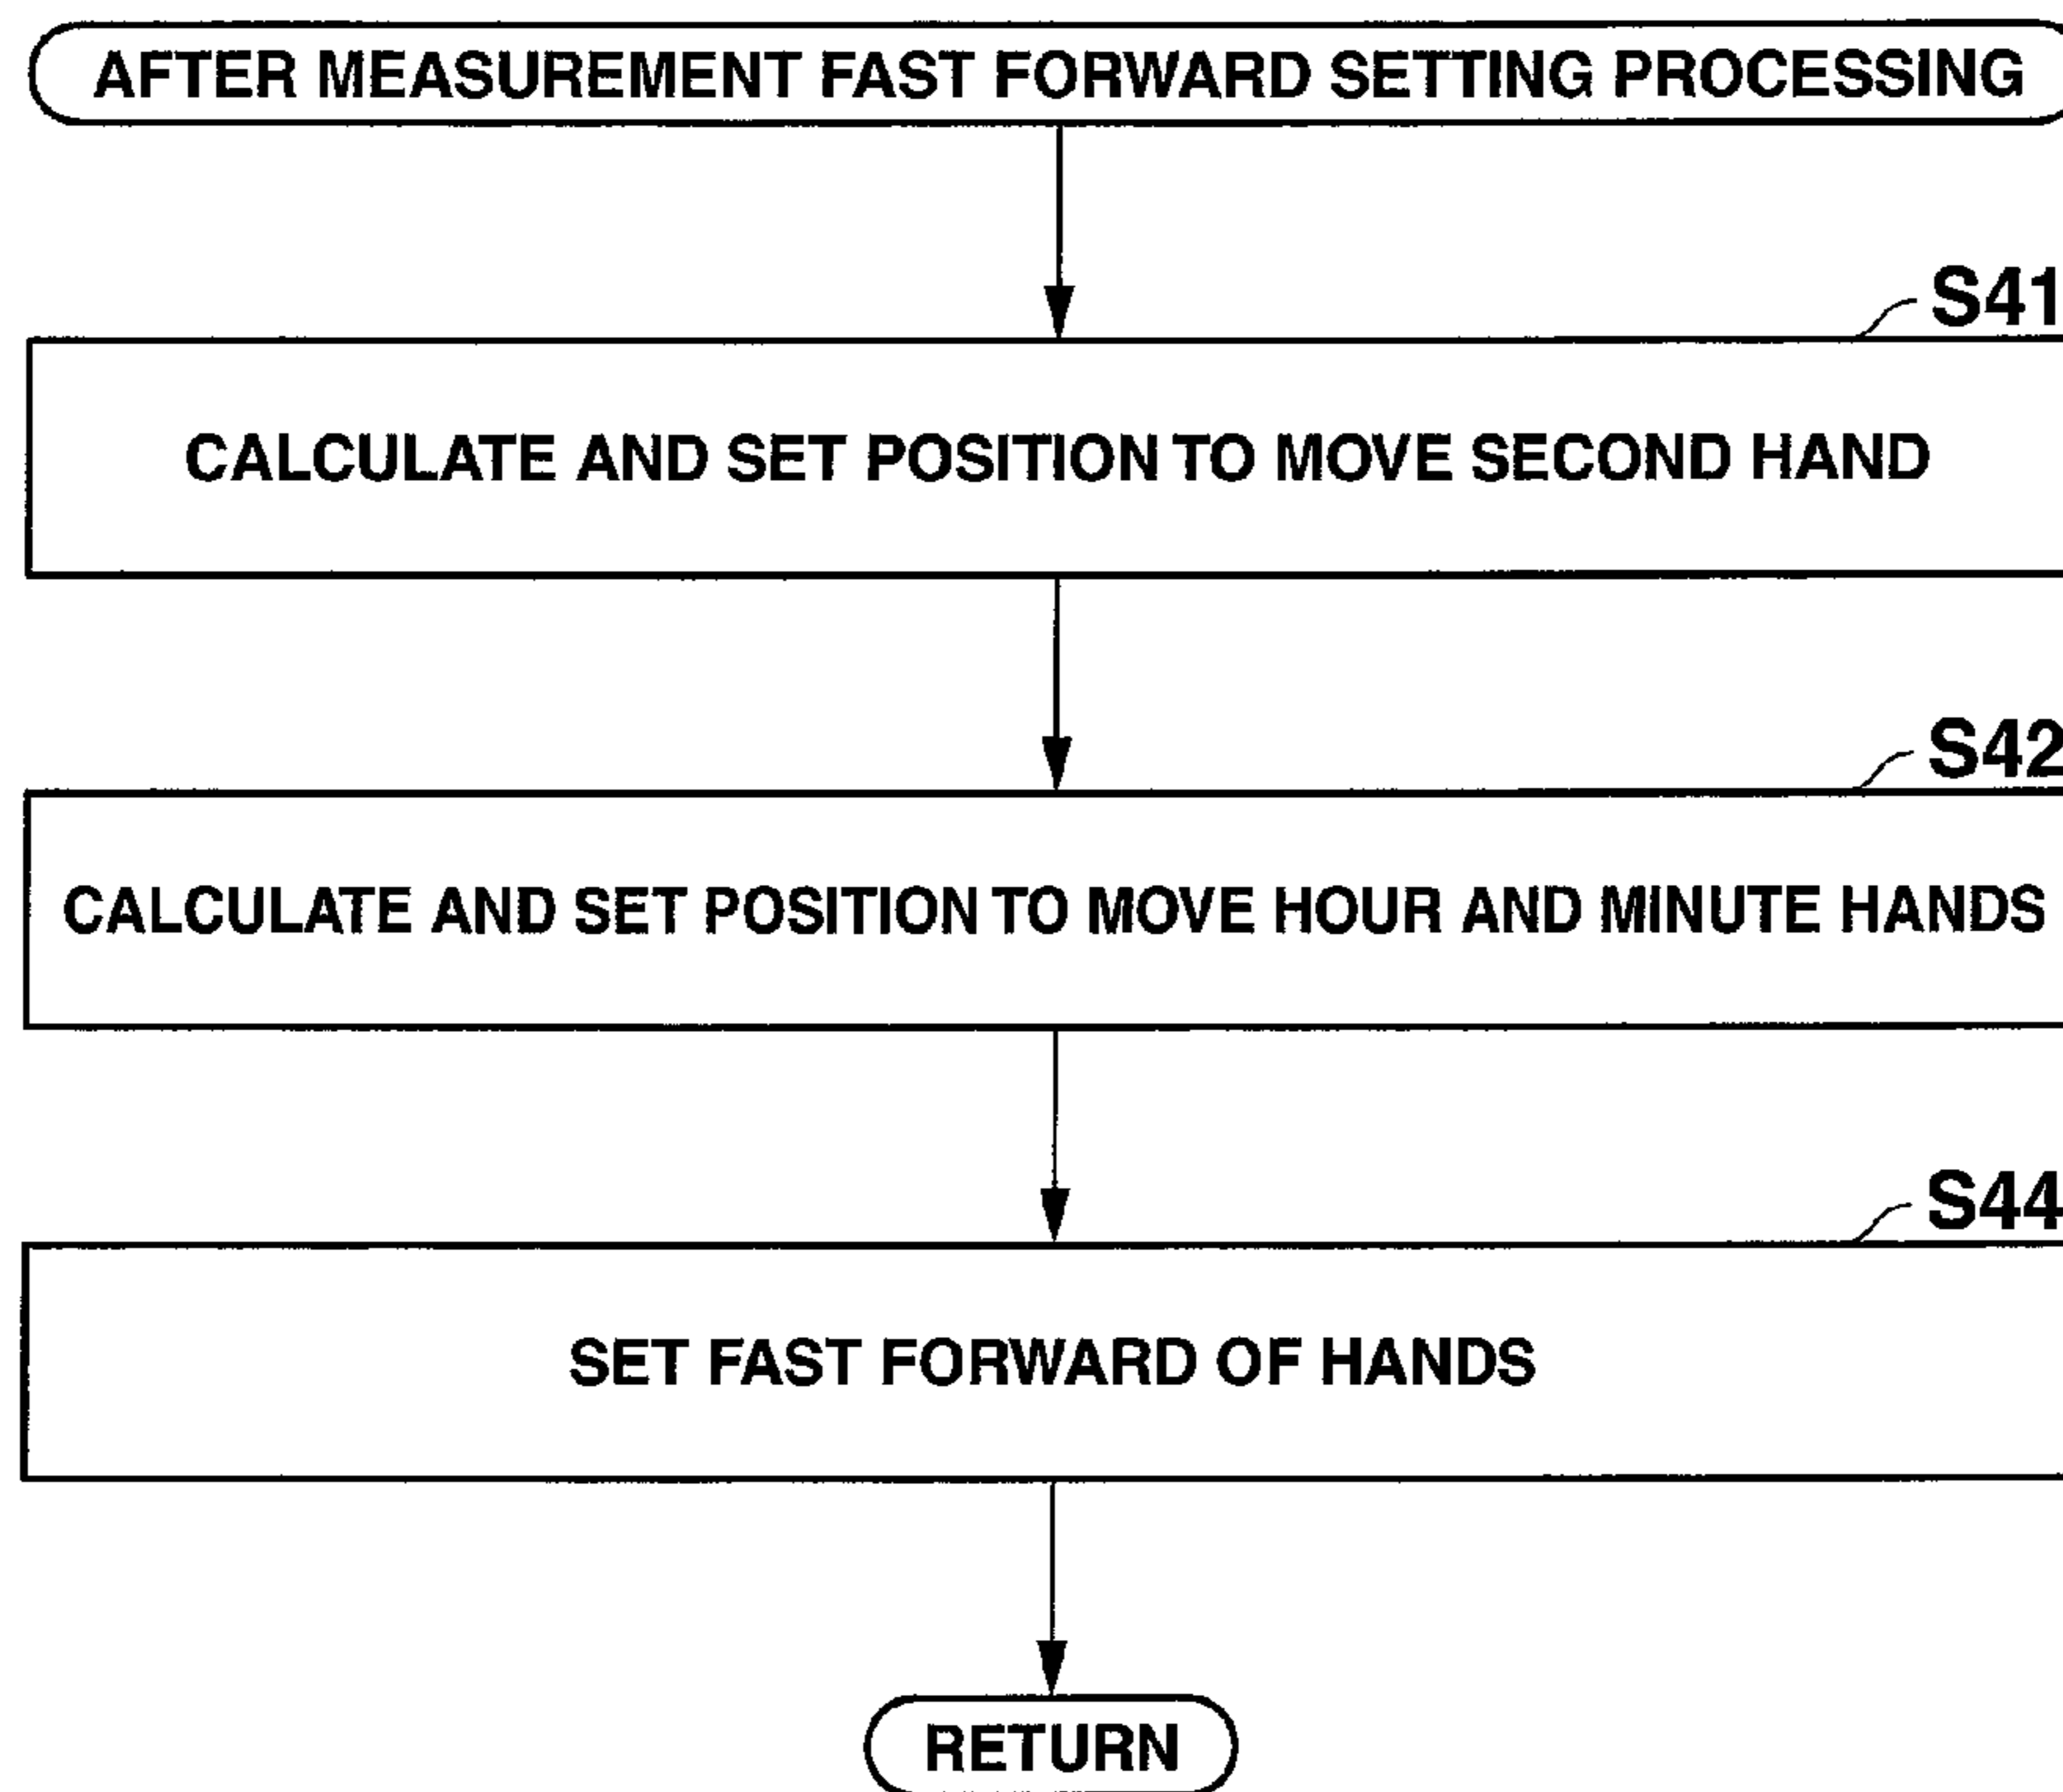 AFTER MEASUREMENT FAST FORWARD SETTING PROCESSING
S41
CALCULATE AND SET POSITION TO MOVE SECOND HAND
S42
CALCULATE AND SET POSITION TO MOVE HOUR AND MINUTE HANDS
S44
SET FAST FORWARD OF HANDS
RETURN